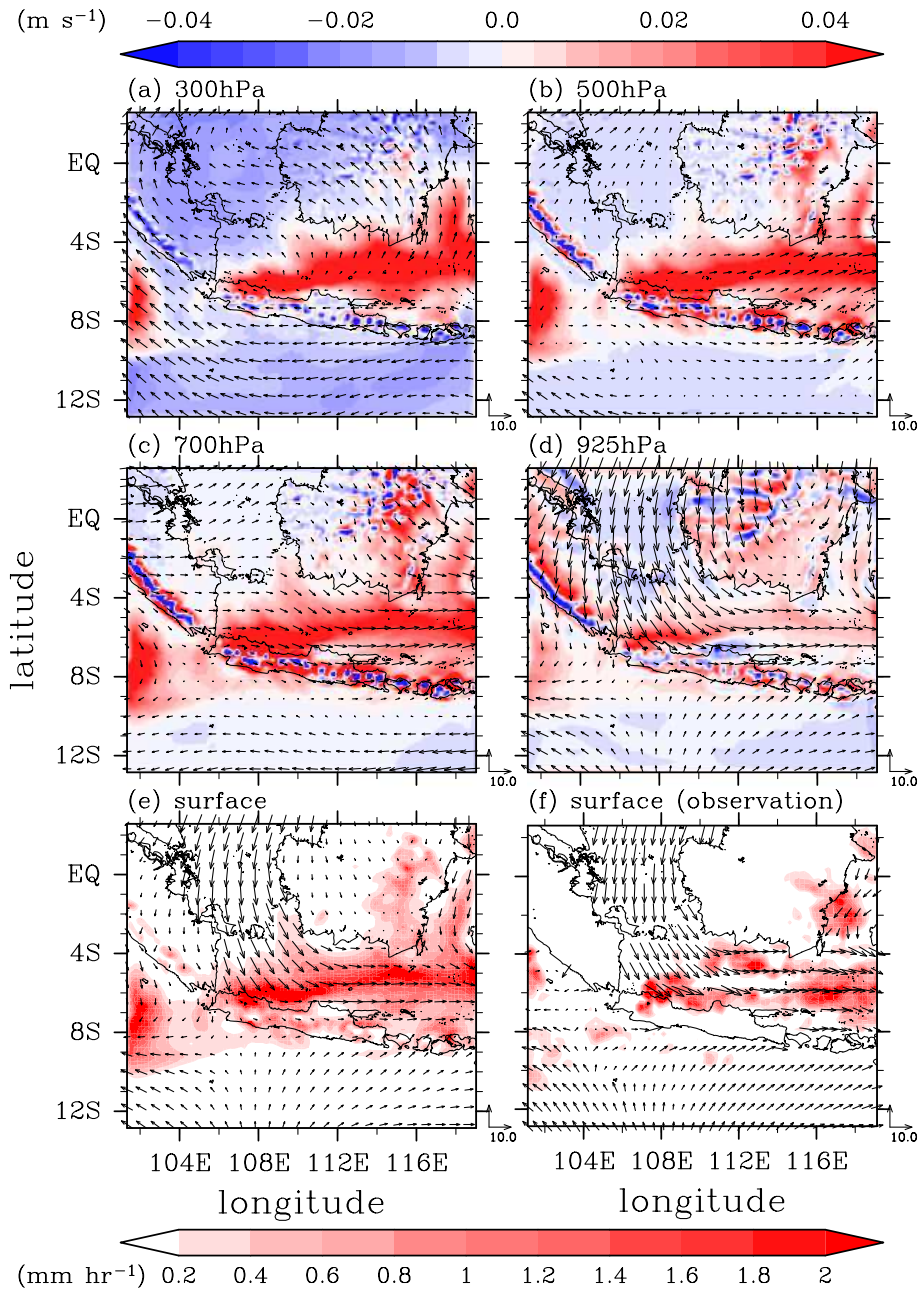 (m s−1) −0.04 −0.02 0.0 0.02 0.04
(a) 300hPa (b) 500hPa
EQ
4S
8S
12S
10.0 10.0
(c) 700hPa (d) 925hPa
EQ
4S
8S
12S
10.0 10.0
latitude
(e) surface (f) surface (observation)
EQ
4S
8S
12S
10.0 10.0
104E 108E 112E 116E 104E 108E 112E 116E
longitude longitude
(mm hr−1) 0.2 0.4 0.6 0.8 1 1.2 1.4 1.6 1.8 2